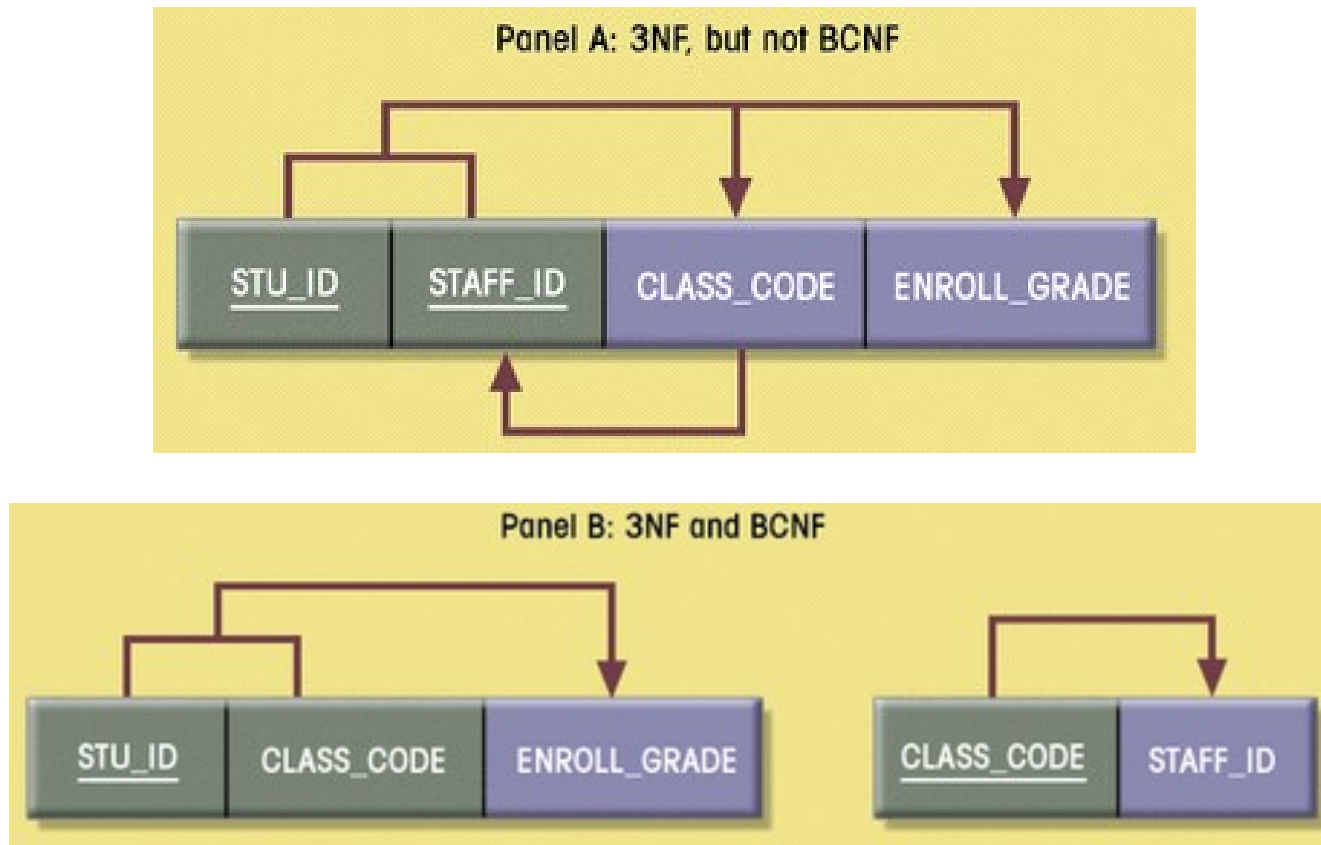 Panel A: 3NF, but not BCNF
STU_ID STAFF_ID CLASS_CODE ENROLL_GRADE
Panel B: 3NF and BCNF
STU_ID CLASS_CODE ENROLL_GRADE
CLASS_CODE STAFF_ID